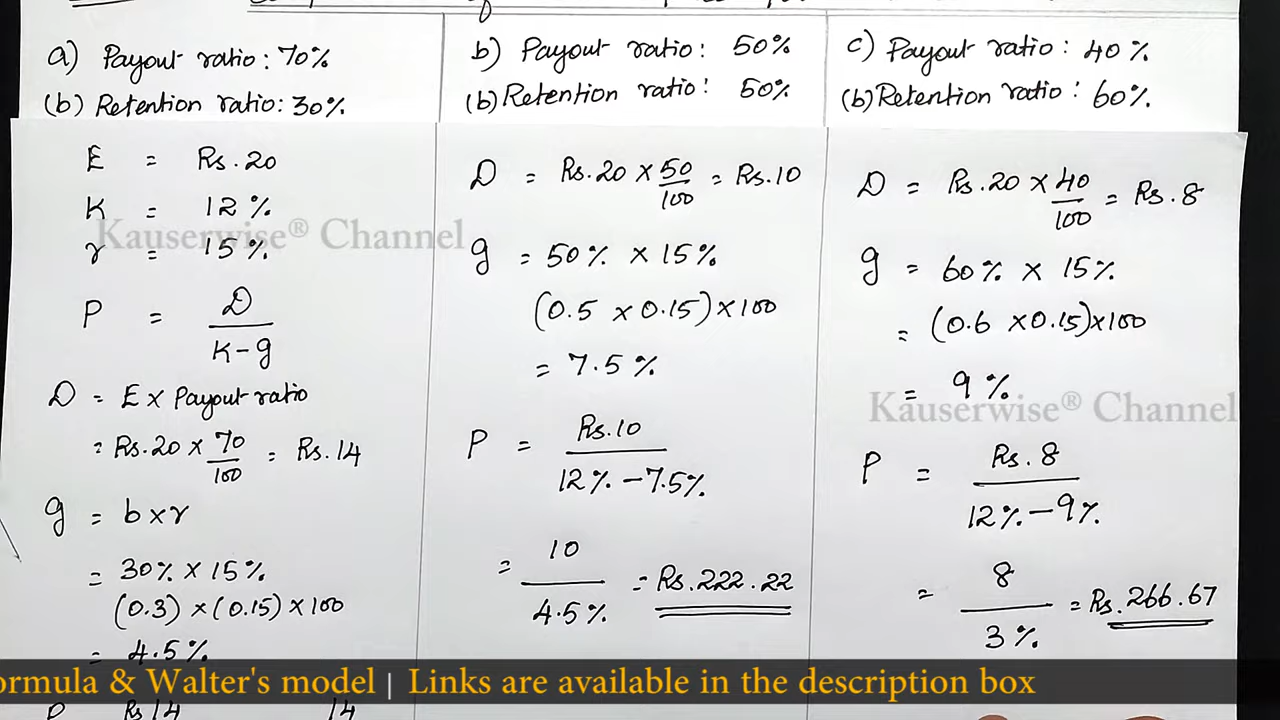 a) Payout ratio: 70%
(b) Retention ratio: 30%
E = Rs. 20
K = 12%
r = 15%
P = D
K-g
D = E x Payout ratio
= Rs. 20 x 70 = Rs. 14
100
g = b x r
= 30% x 15%
(0.3) x (0.15) x 100
= 4.5%
P Rs 14 14
b) Payout ratio: 50%
(b) Retention ratio: 50%
D = Rs. 20 x 50 = Rs. 10
100
g = 50% x 15%
(0.5 x 0.15) x 100
= 7.5%
P = Rs. 10
12% - 7.5%
= 10 = Rs. 222.22
4.5%
c) Payout ratio: 40%
(b) Retention ratio: 60%
D = Rs. 20 x 40 = Rs. 8
100
g = 60% x 15%
= (0.6 x 0.15) x 100
= 9%
P = Rs. 8
12% - 9%
= 8 = Rs. 266.67
3%
Kauserwise® Channel
Kauserwise® Channel
ormula & Walter's model | Links are available in the description box